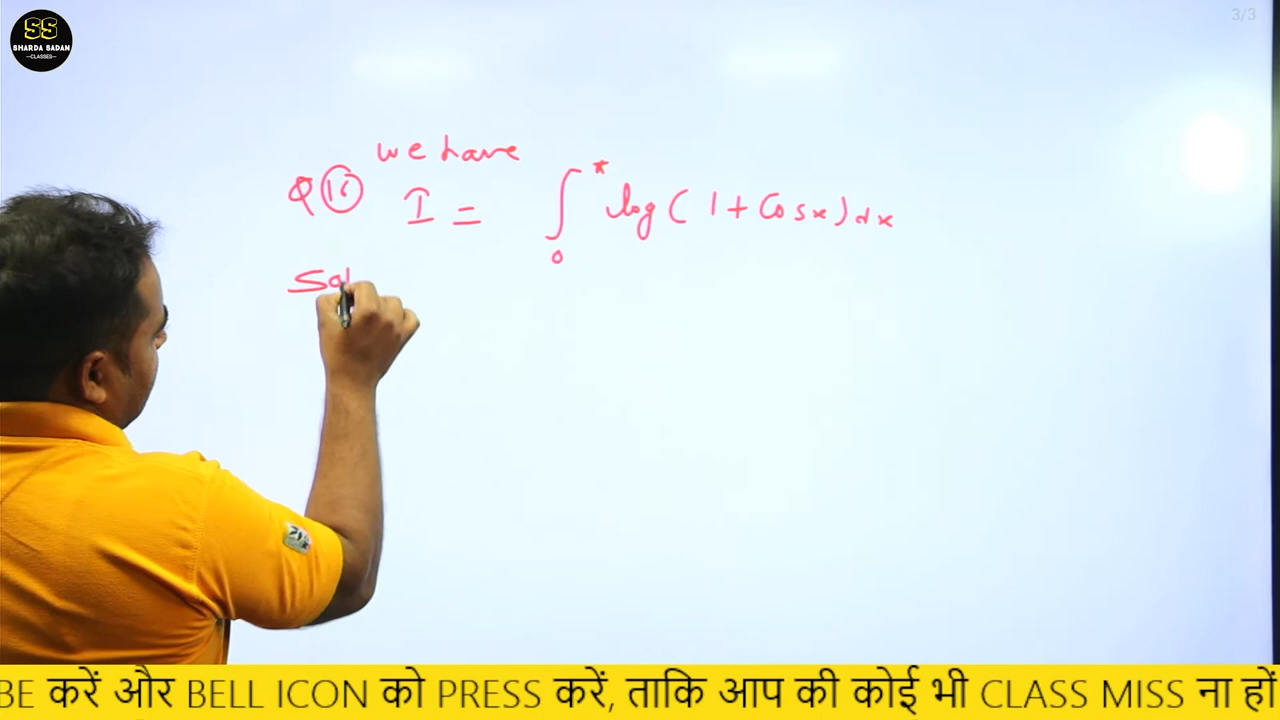 3/3
SS
SHARDA SADAN
—CLASSES—
we have
Q 16 I = ∫₀^π log(1+Cosx)dx
Sol
BE करें और BELL ICON को PRESS करें, ताकि आप की कोई भी CLASS MISS ना हों